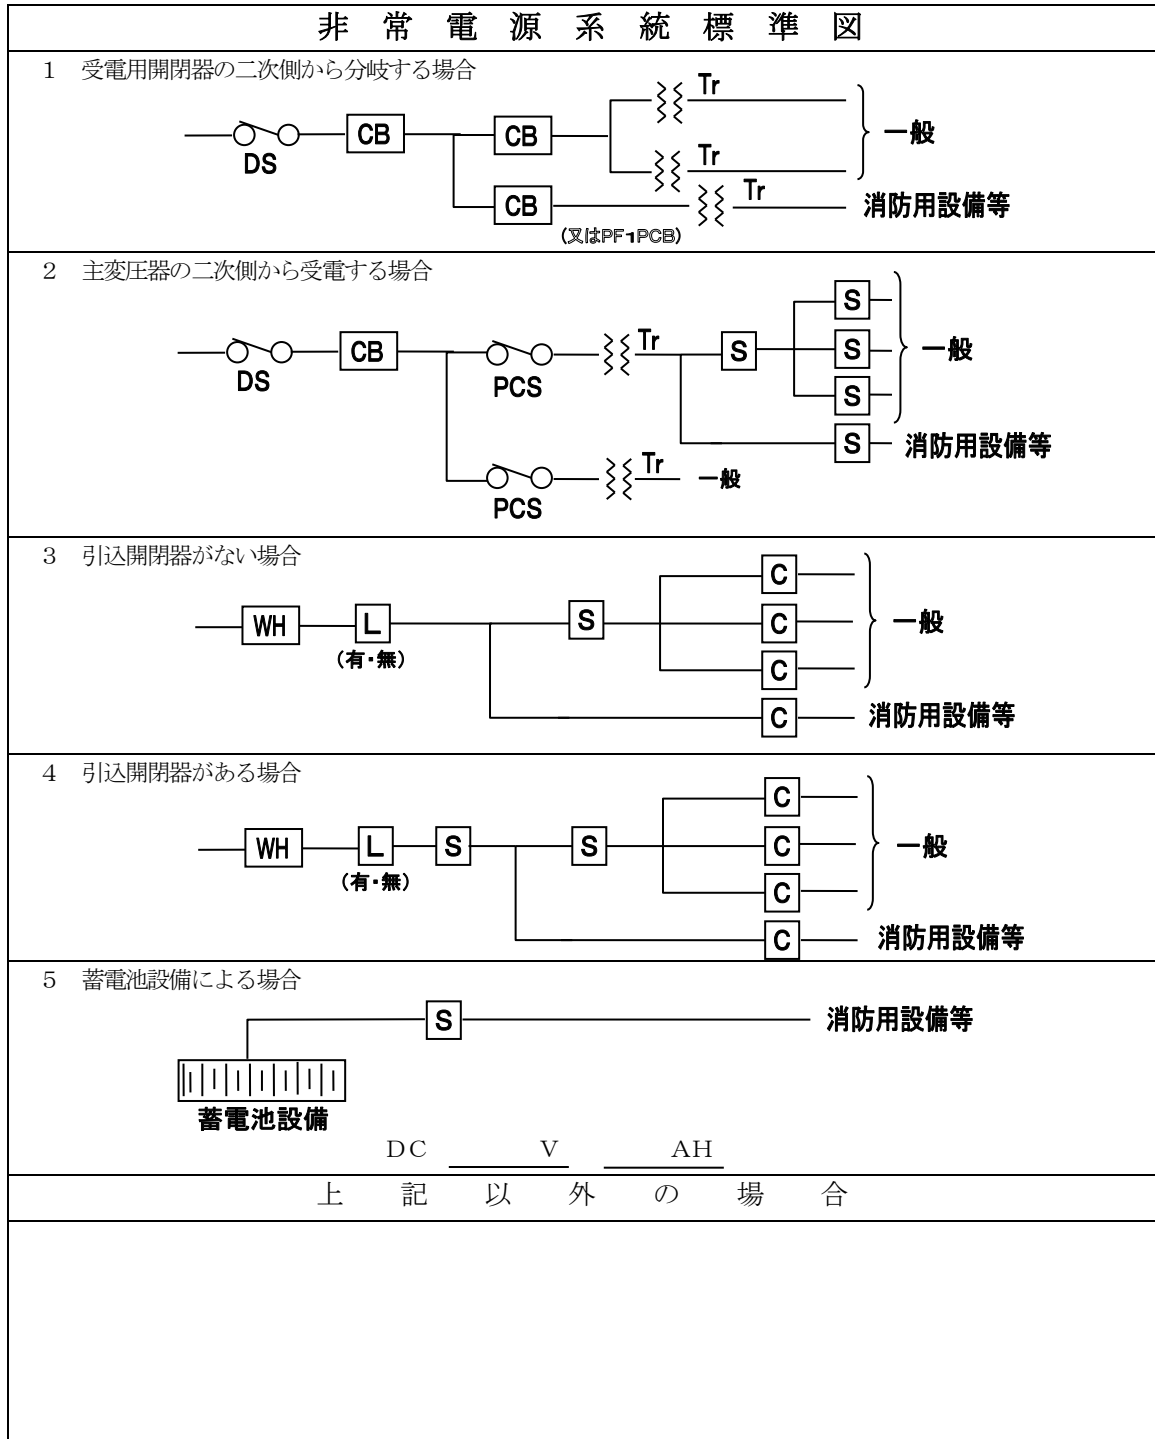 非常電源系統標準図
1 受電用開閉器の二次側から分岐する場合
DS
CB
CB
Tr
Tr
一般
CB
(又はPF1PCB)
Tr
消防用設備等
2 主変圧器の二次側から受電する場合
DS
CB
PCS
Tr
S
S
S
S
一般
S
消防用設備等
PCS
Tr
一般
3 引込開閉器がない場合
WH
L
(有・無)
S
C
C
C
一般
C
消防用設備等
4 引込開閉器がある場合
WH
L
(有・無)
S
S
C
C
C
一般
C
消防用設備等
5 蓄電池設備による場合
S
消防用設備等
蓄電池設備
DC V AH
上記以外の場合